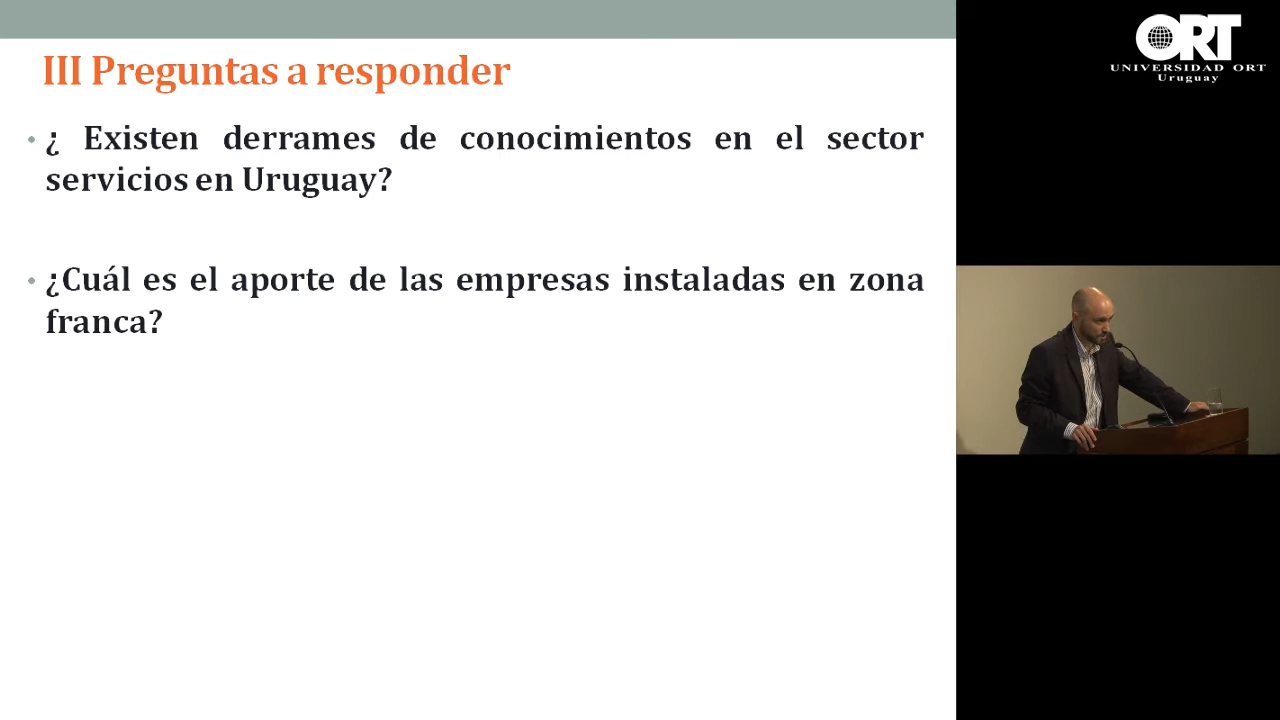 III Preguntas a responder
• ¿ Existen derrames de conocimientos en el sector
servicios en Uruguay?
• ¿Cuál es el aporte de las empresas instaladas en zona
franca?
ORT
UNIVERSIDAD ORT
Uruguay